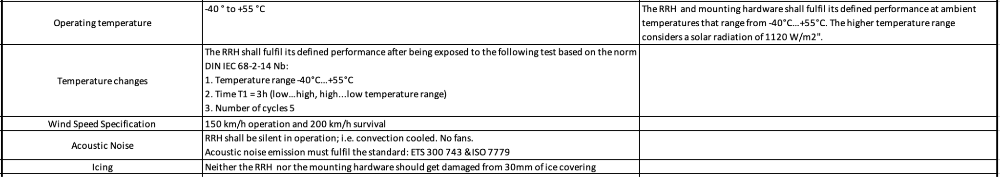 Operating temperature
-40 ° to +55 °C
The RRH and mounting hardware shall fulfil its defined performance at ambient
temperatures that range from -40°C...+55°C. The higher temperature range
considers a solar radiation of 1120 W/m2".
Temperature changes
The RRH shall fulfil its defined performance after being exposed to the following test based on the norm
DIN IEC 68-2-14 Nb:
1. Temperature range -40°C...+55°C
2. Time T1 = 3h (low...high, high...low temperature range)
3. Number of cycles 5
Wind Speed Specification
150 km/h operation and 200 km/h survival
Acoustic Noise
RRH shall be silent in operation; i.e. convection cooled. No fans.
Acoustic noise emission must fulfil the standard: ETS 300 743 & ISO 7779
Icing
Neither the RRH nor the mounting hardware should get damaged from 30mm of ice covering